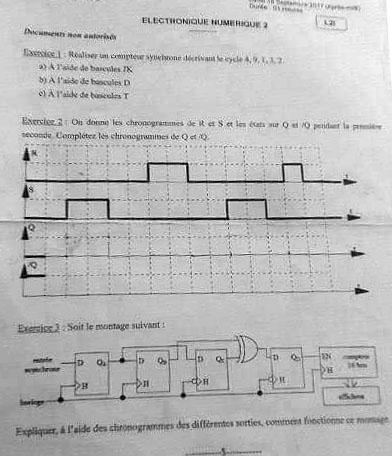 16 Septembre 2017 (Après-midi)
Durée : 01 Heures
ELECTRONIQUE NUMERIQUE 2
L2I
Documents non autorisés
Exercice 1 : Réaliser un compteur synchrone décrivant le cycle 4, 9, 1, 3, 2.
a) A l'aide de bascules JK
b) A l'aide de bascules D
c) A l'aide de bascules T
Exercice 2 : On donne les chronogrammes de R et S et les états sur Q et /Q pendant la première
seconde. Complétez les chronogrammes de Q et /Q.
R
t
S
t
Q
t
/Q
t
Exercice 3 : Soit le montage suivant :
entrée
asynchrone
D
D
D
D
EN
compteur
16 bits
H
H
H
H
H
horloge
afficheur
Expliquer, à l'aide des chronogrammes des différentes sorties, comment fonctionne ce montage